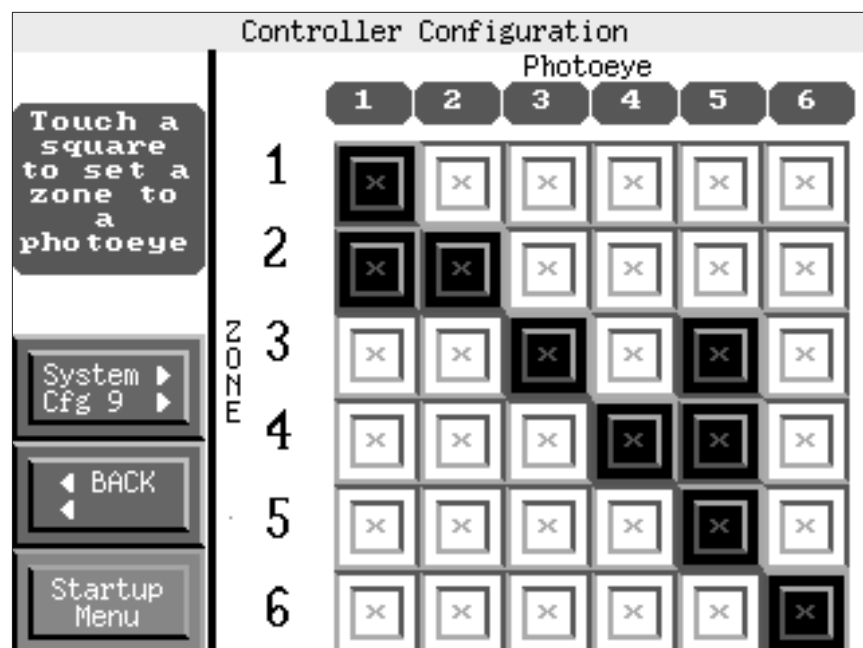 Controller Configuration
Photoeye
1 2 3 4 5 6
Touch a
square
to set a
zone to
a
photoeye
System
Cfg 9
BACK
Startup
Menu
ZONE
1 x x x x x x
2 x x x x x x
3 x x x x x x
4 x x x x x x
5 x x x x x x
6 x x x x x x